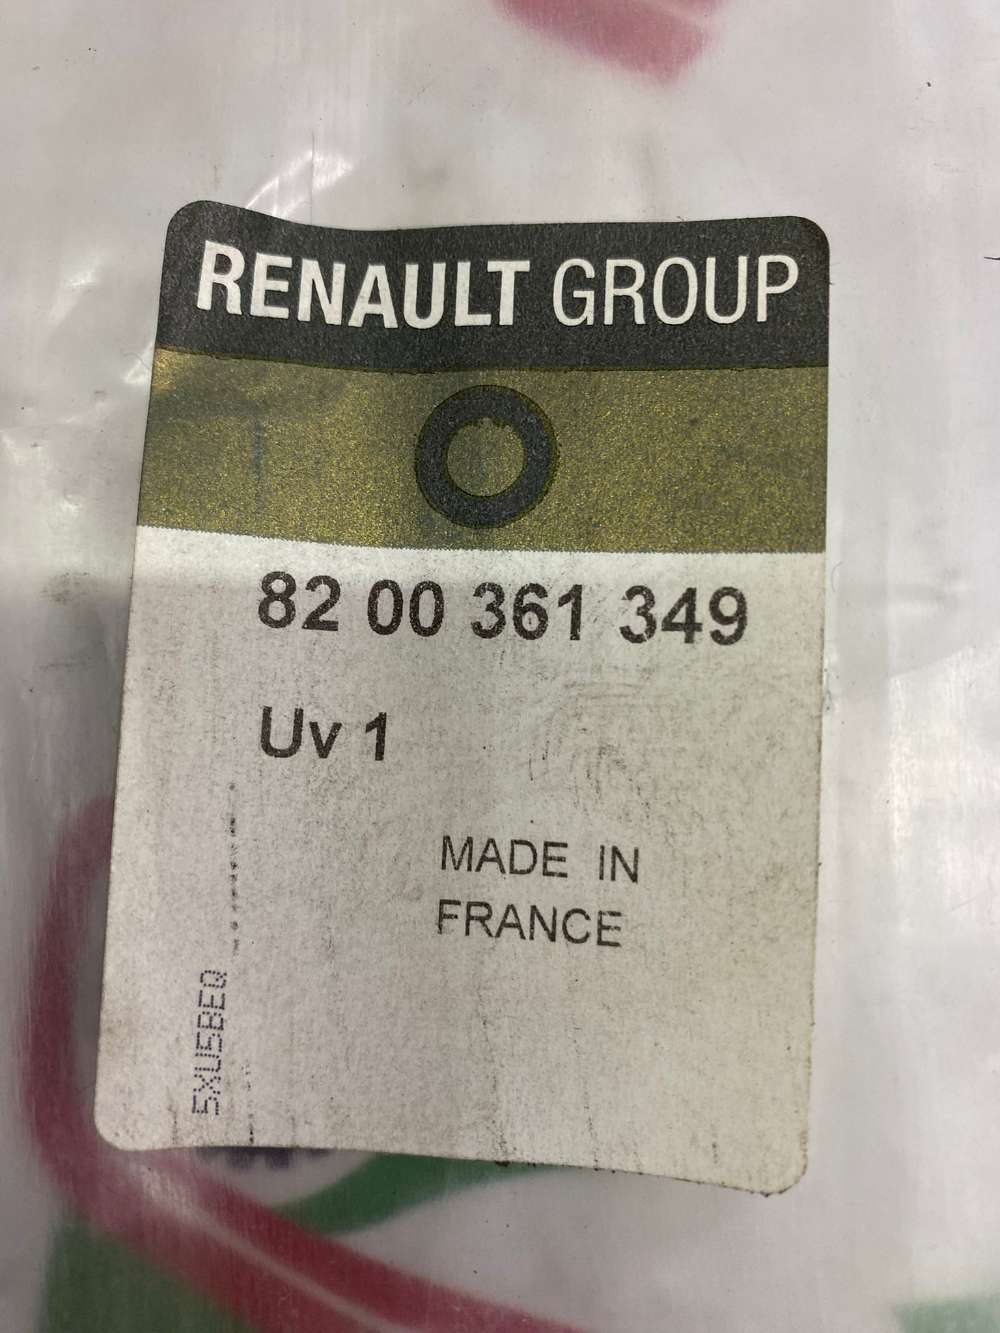 RENAULT GROUP
82 00 361 349
Uv 1
MADE IN
FRANCE
5XU5BEQ